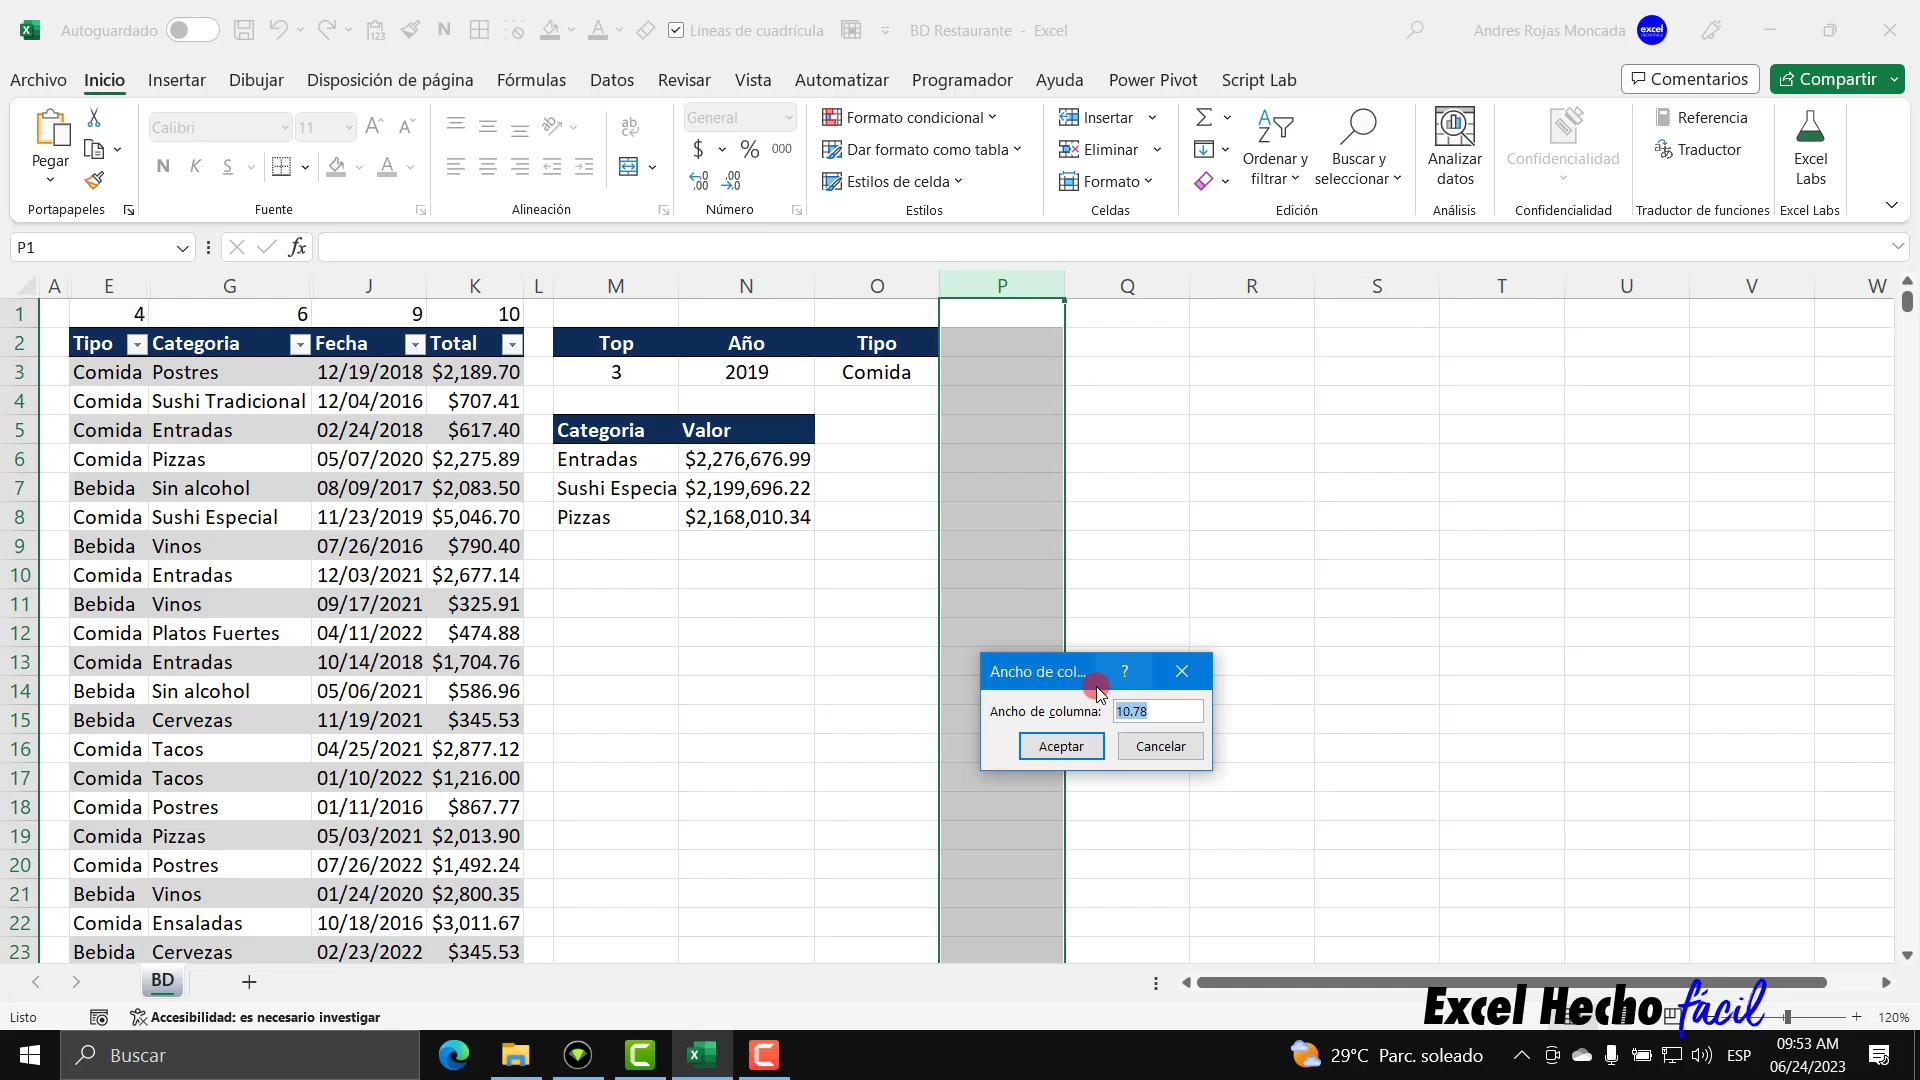 Autoguardado N Líneas de cuadrícula BD Restaurante - Excel Andres Rojas Moncada excel
Archivo Inicio Insertar Dibujar Disposición de página Fórmulas Datos Revisar Vista Automatizar Programador Ayuda Power Pivot Script Lab Comentarios Compartir
Pegar
Portapapeles
Calibri 11
N K S
Fuente
Alineación
General
$ % 000
Número
Formato condicional
Dar formato como tabla
Estilos de celda
Estilos
Insertar
Eliminar
Formato
Celdas
Ordenar y filtrar
Buscar y seleccionar
Edición
Analizar datos
Análisis
Confidencialidad
Confidencialidad
Referencia
Traductor
Traductor de funciones
Excel Labs
Excel Labs
P1 fx
A E G J K L M N O P Q R S T U V W
1 4 6 9 10
2 Tipo Categoria Fecha Total Top Año Tipo
3 Comida Postres 12/19/2018 $2,189.70 3 2019 Comida
4 Comida Sushi Tradicional 12/04/2016 $707.41
5 Comida Entradas 02/24/2018 $617.40 Categoria Valor
6 Comida Pizzas 05/07/2020 $2,275.89 Entradas $2,276,676.99
7 Bebida Sin alcohol 08/09/2017 $2,083.50 Sushi Especia $2,199,696.22
8 Comida Sushi Especial 11/23/2019 $5,046.70 Pizzas $2,168,010.34
9 Bebida Vinos 07/26/2016 $790.40
10 Comida Entradas 12/03/2021 $2,677.14
11 Bebida Vinos 09/17/2021 $325.91
12 Comida Platos Fuertes 04/11/2022 $474.88
13 Comida Entradas 10/14/2018 $1,704.76
14 Bebida Sin alcohol 05/06/2021 $586.96
15 Bebida Cervezas 11/19/2021 $345.53
16 Comida Tacos 04/25/2021 $2,877.12
17 Comida Tacos 01/10/2022 $1,216.00
18 Comida Postres 01/11/2016 $867.77
19 Comida Pizzas 05/03/2021 $2,013.90
20 Comida Postres 07/26/2022 $1,492.24
21 Bebida Vinos 01/24/2020 $2,800.35
22 Comida Ensaladas 10/18/2016 $3,011.67
23 Bebida Cervezas 02/23/2022 $345.53
Ancho de col... ?
Ancho de columna: 10.78
Aceptar Cancelar
BD
Excel Hecho fácil
Listo Accesibilidad: es necesario investigar 120%
Buscar 29°C Parc. soleado ESP 09:53 AM
06/24/2023